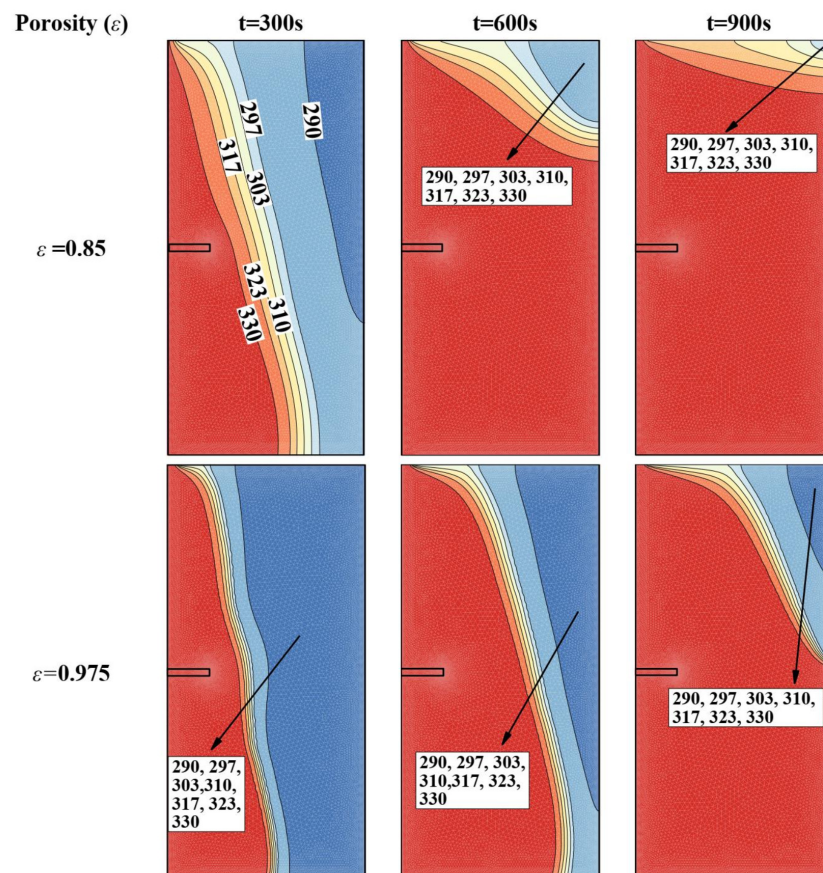 Porosity (ε) t=300s t=600s t=900s
297
290
317
303
323
310
330
290, 297, 303, 310,
317, 323, 330
290, 297, 303, 310,
317, 323, 330
ε =0.85
ε=0.975
290, 297,
303,310,
317, 323,
330
290, 297, 303,
310,317, 323,
330
290, 297, 303, 310,
317, 323, 330